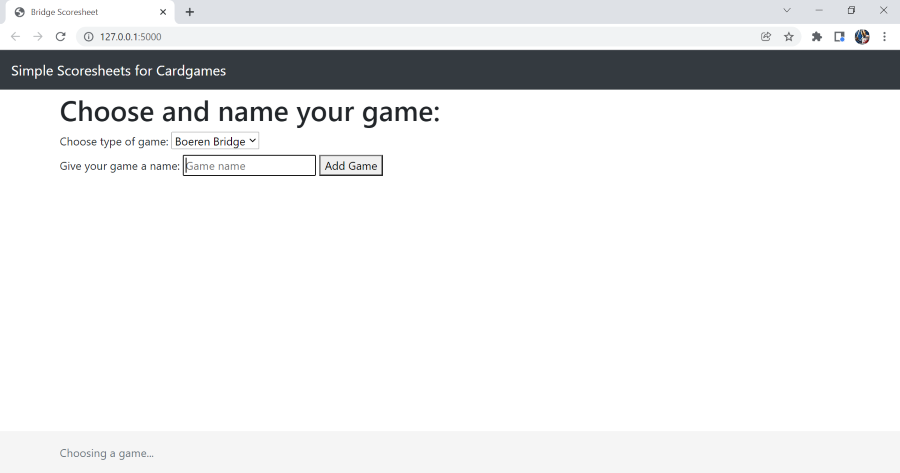 Bridge Scoresheet
127.0.0.1:5000
Simple Scoresheets for Cardgames
Choose and name your game:
Choose type of game: Boeren Bridge
Give your game a name: Game name Add Game
Choosing a game...